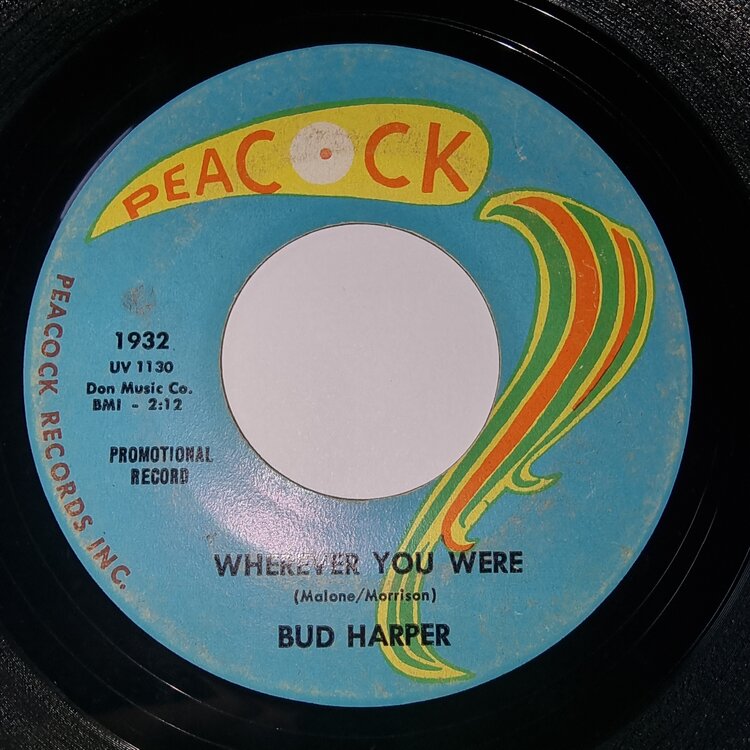 PEACOCK
PEACOCK RECORDS INC.
1932
UV 1130
Don Music Co.
BMI - 2:12
PROMOTIONAL
RECORD
WHEREVER YOU WERE
(Malone/Morrison)
BUD HARPER